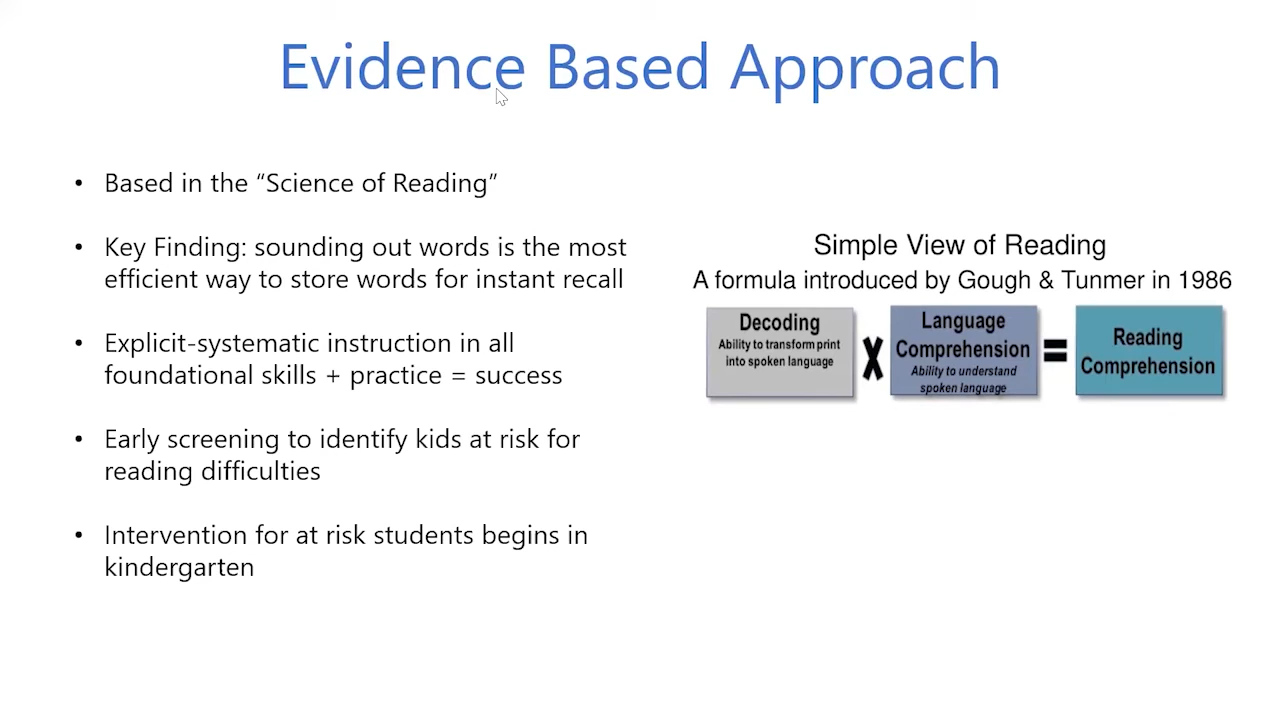 Evidence Based Approach
• Based in the “Science of Reading”
• Key Finding: sounding out words is the most
efficient way to store words for instant recall
• Explicit-systematic instruction in all
foundational skills + practice = success
• Early screening to identify kids at risk for
reading difficulties
• Intervention for at risk students begins in
kindergarten
Simple View of Reading
A formula introduced by Gough & Tunmer in 1986
Decoding
Ability to transform print
into spoken language
X
Language
Comprehension
Ability to understand
spoken language
=
Reading
Comprehension